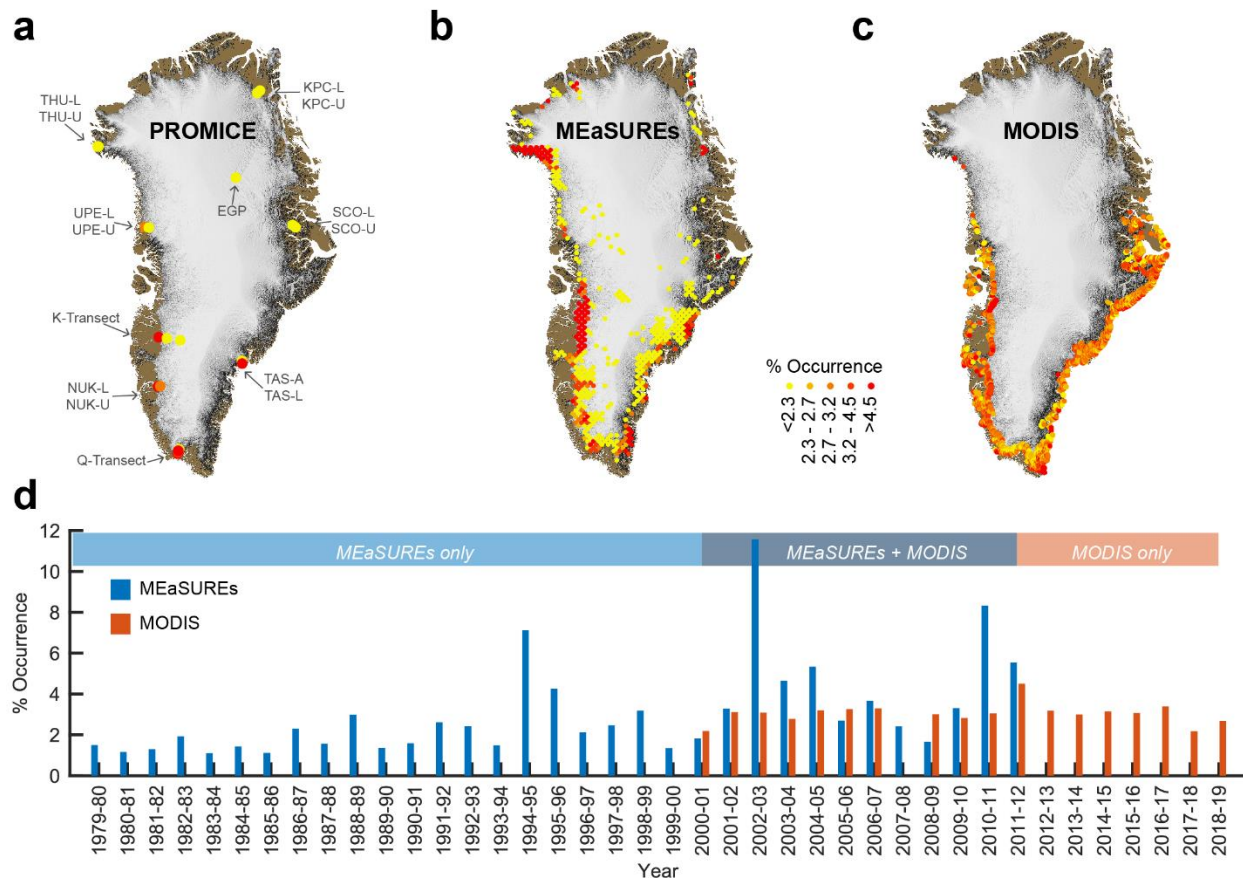 a
b
c
PROMICE
MEaSUREs
MODIS
THU-L
THU-U
KPC-L
KPC-U
EGP
UPE-L
UPE-U
SCO-L
SCO-U
K-Transect
NUK-L
NUK-U
TAS-A
TAS-L
Q-Transect
% Occurrence
<2.3
2.3 - 2.7
2.7 - 3.2
3.2 - 4.5
>4.5
d
MEaSUREs only
MEaSUREs + MODIS
MODIS only
MEaSUREs
MODIS
% Occurrence
12
10
8
6
4
2
0
1979-80
1980-81
1981-82
1982-83
1983-84
1984-85
1985-86
1986-87
1987-88
1988-89
1989-90
1990-91
1991-92
1992-93
1993-94
1994-95
1995-96
1996-97
1997-98
1998-99
1999-00
2000-01
2001-02
2002-03
2003-04
2004-05
2005-06
2006-07
2007-08
2008-09
2009-10
2010-11
2011-12
2012-13
2013-14
2014-15
2015-16
2016-17
2017-18
2018-19
Year